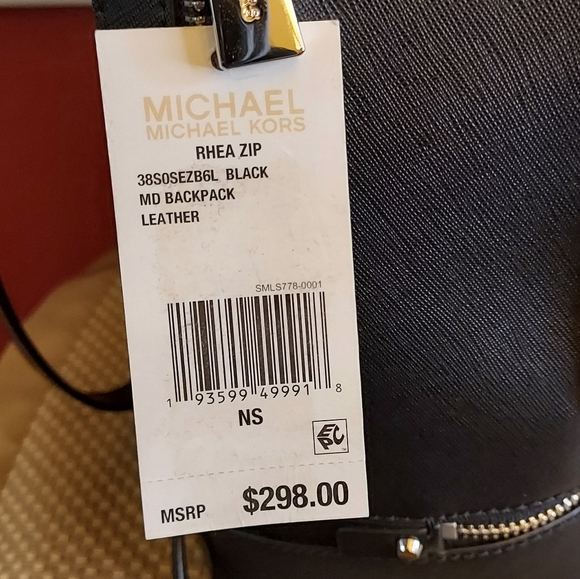 MICHAEL
MICHAEL KORS
RHEA ZIP
38S0SEZB6L BLACK
MD BACKPACK
LEATHER
SMLS778-0001
1 93599 49991 8
NS
EPC
MSRP $298.00